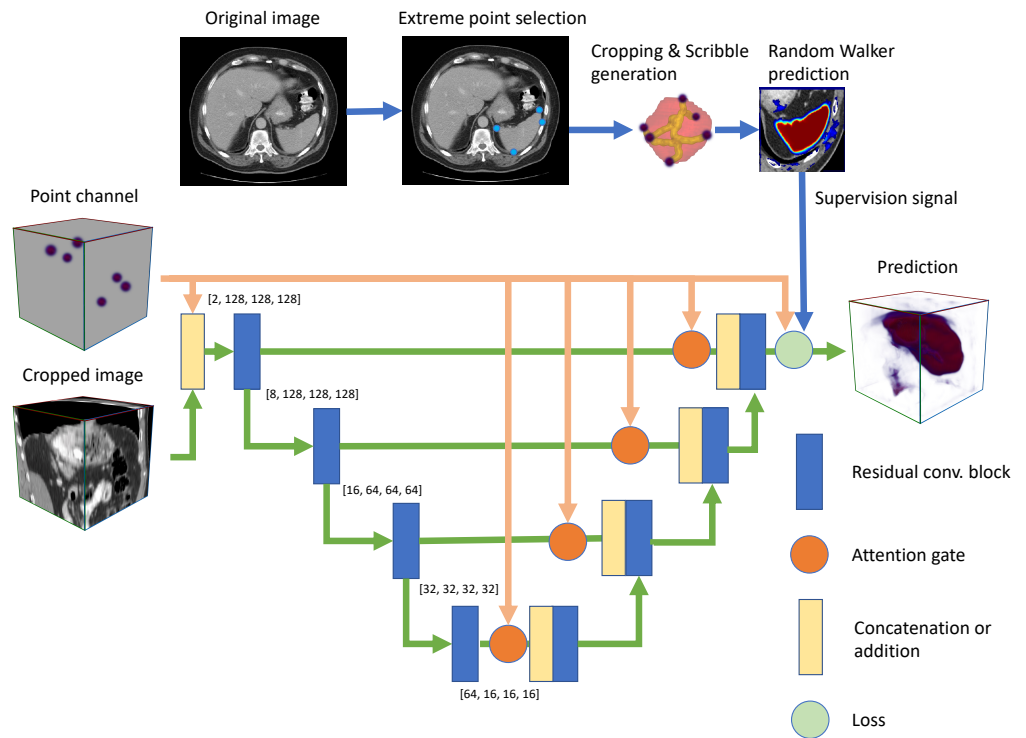 Original image
Extreme point selection
Cropping & Scribble
generation
Random Walker
prediction
Point channel
Supervision signal
Prediction
[2, 128, 128, 128]
Cropped image
[8, 128, 128, 128]
[16, 64, 64, 64]
[32, 32, 32, 32]
[64, 16, 16, 16]
Residual conv. block
Attention gate
Concatenation or
addition
Loss